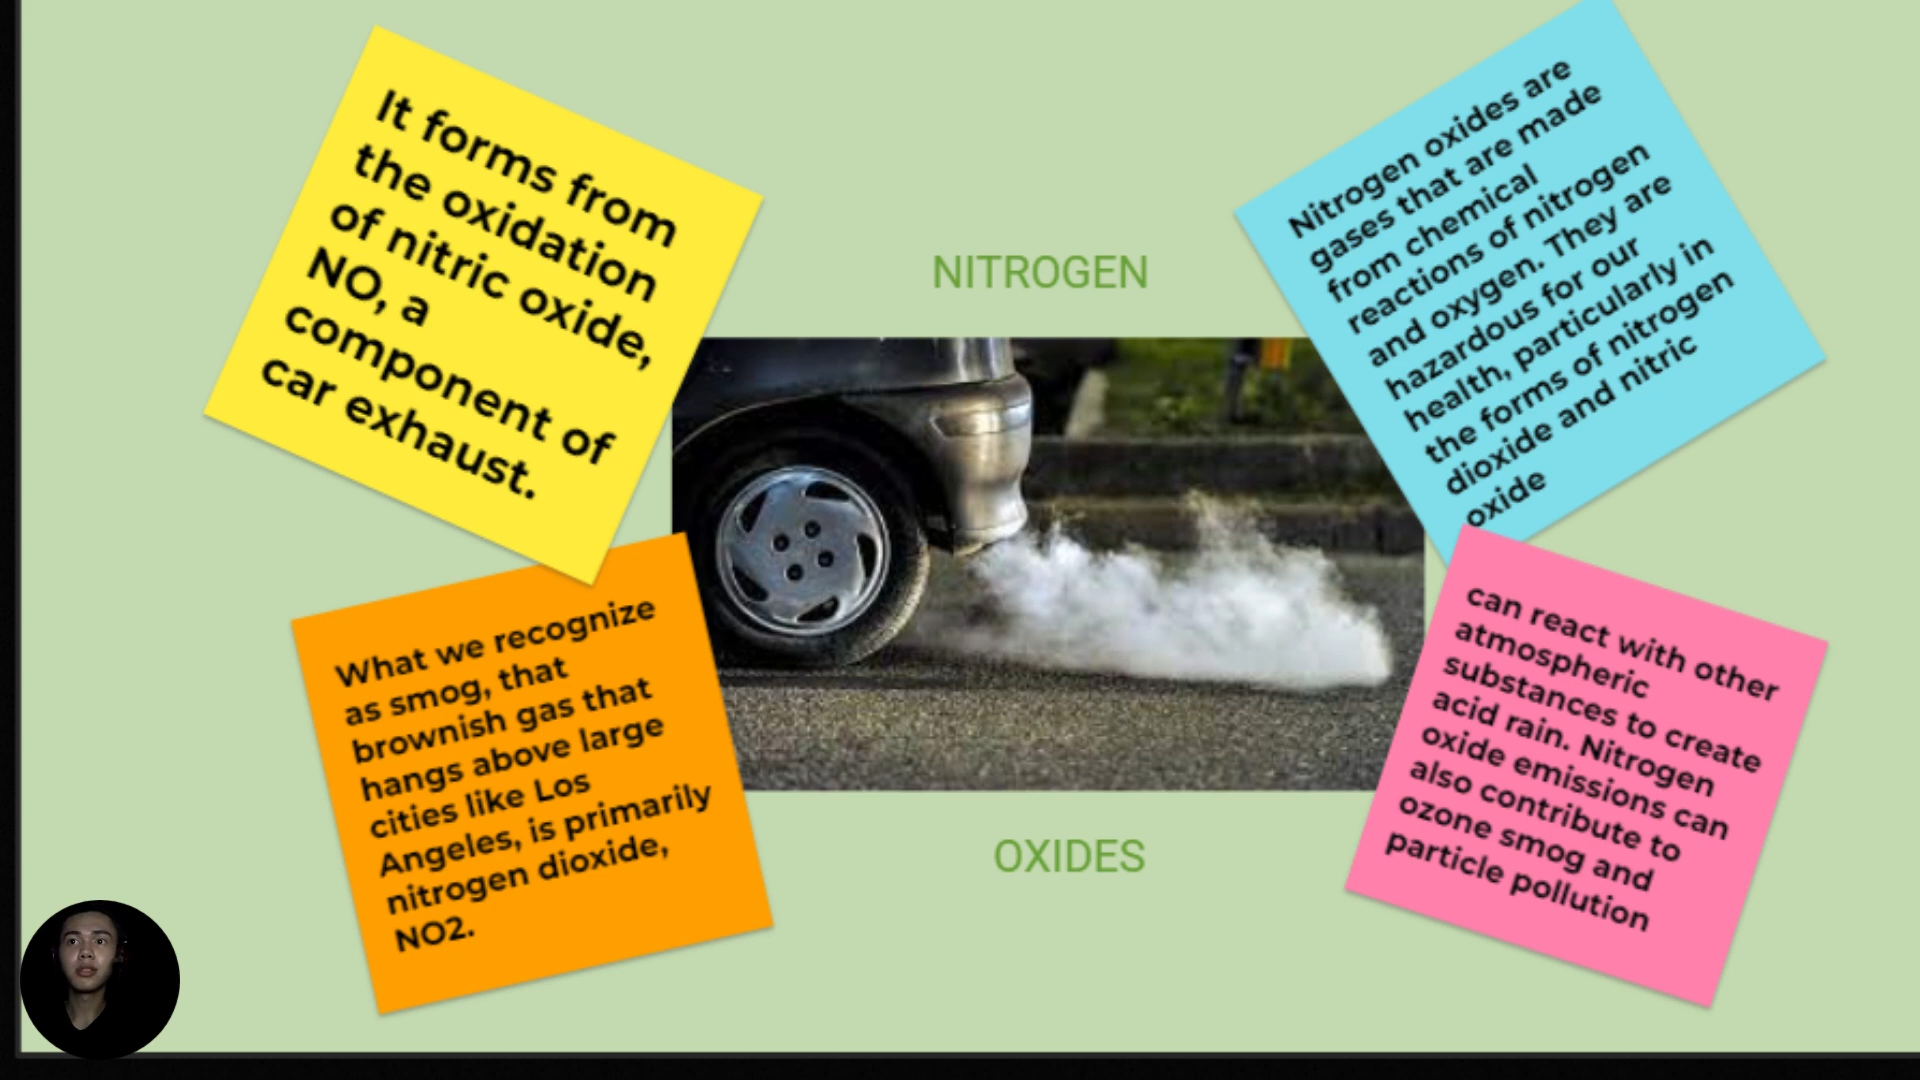 It forms from
the oxidation
of nitric oxide,
NO, a
component of
car exhaust.
NITROGEN
Nitrogen oxides are
gases that are made
from chemical
reactions of nitrogen
and oxygen. They are
hazardous for our
health, particularly in
the forms of nitrogen
dioxide and nitric
oxide
What we recognize
as smog, that
brownish gas that
hangs above large
cities like Los
Angeles, is primarily
nitrogen dioxide,
NO2.
OXIDES
can react with other
atmospheric
substances to create
acid rain. Nitrogen
oxide emissions can
also contribute to
ozone smog and
particle pollution